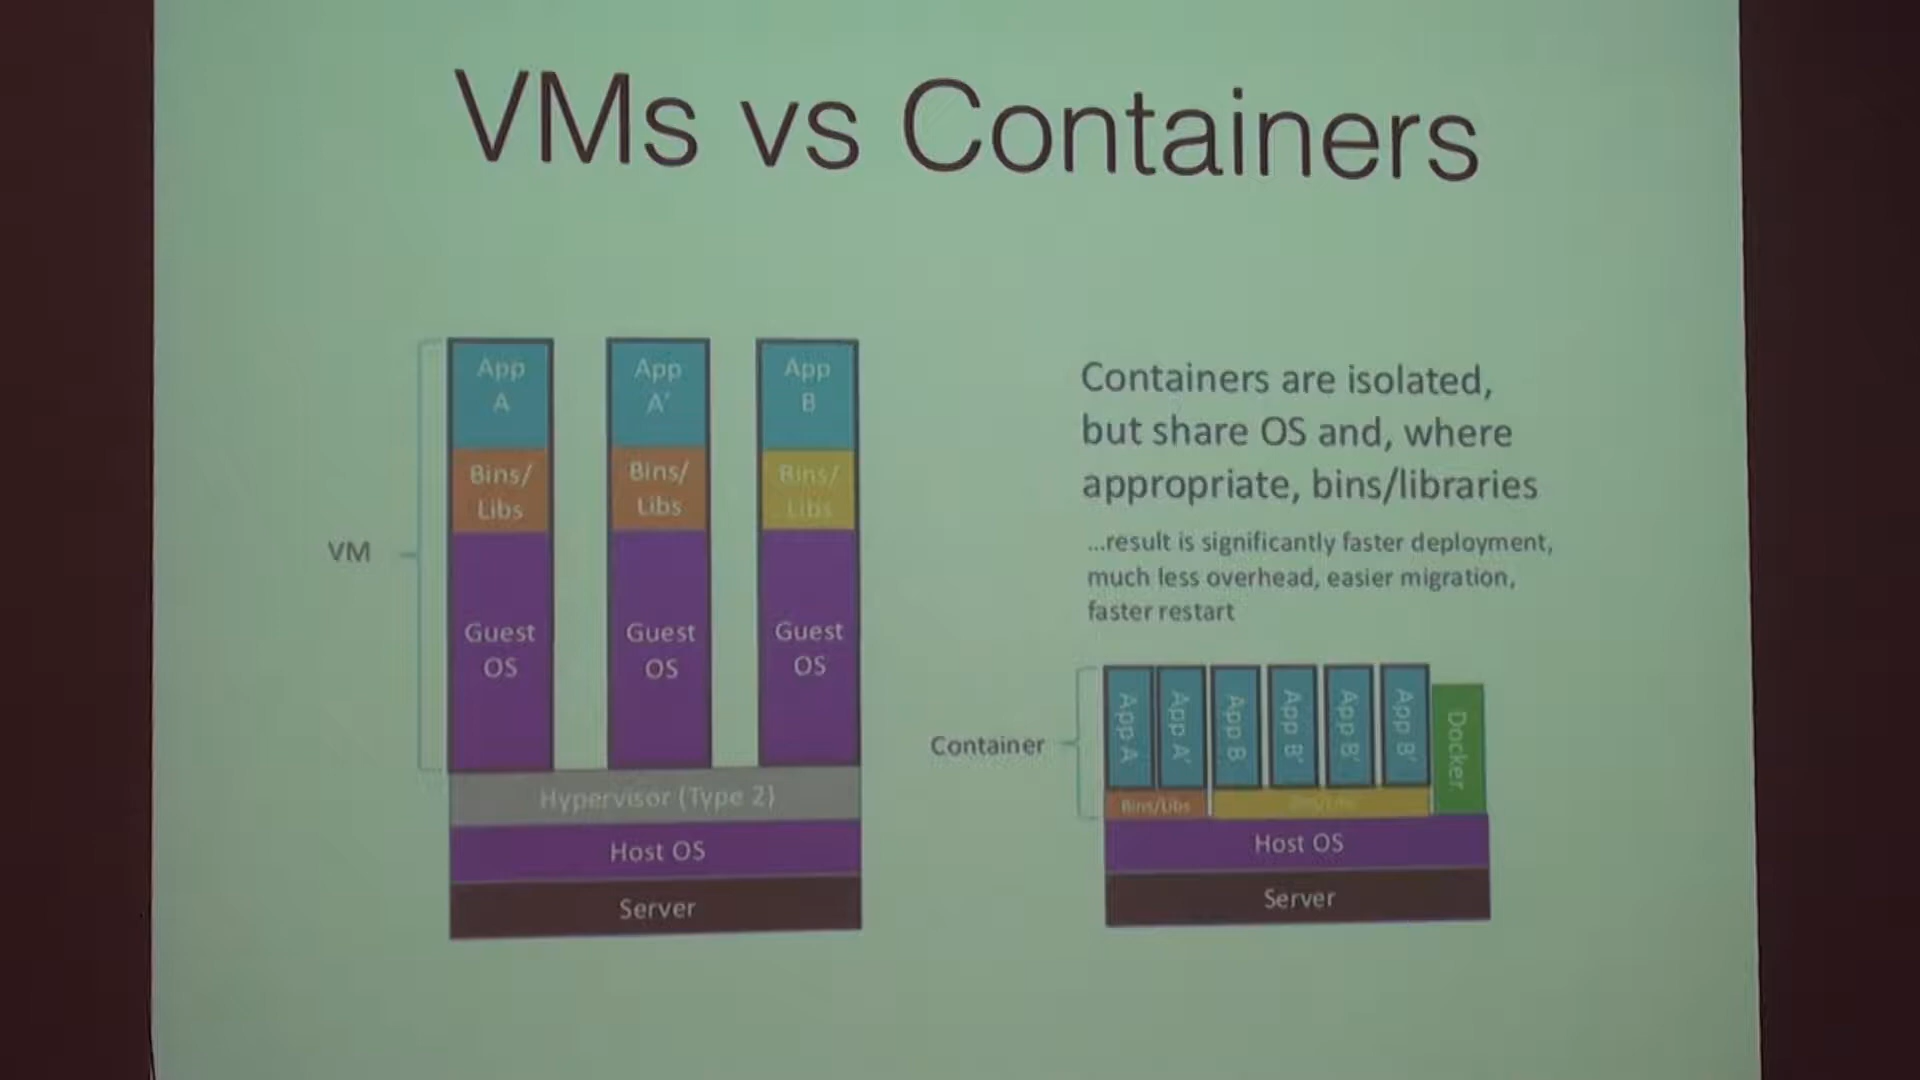 VMs vs Containers
App
A
App
A'
App
B
Bins/
Libs
Bins/
Libs
Bins/
Libs
VM
Guest
OS
Guest
OS
Guest
OS
Hypervisor (Type 2)
Host OS
Server
Containers are isolated,
but share OS and, where
appropriate, bins/libraries
...result is significantly faster deployment,
much less overhead, easier migration,
faster restart
Container
App A
App A'
App B
App B'
App B'
App B'
Docker
Bins/Libs
Host OS
Server